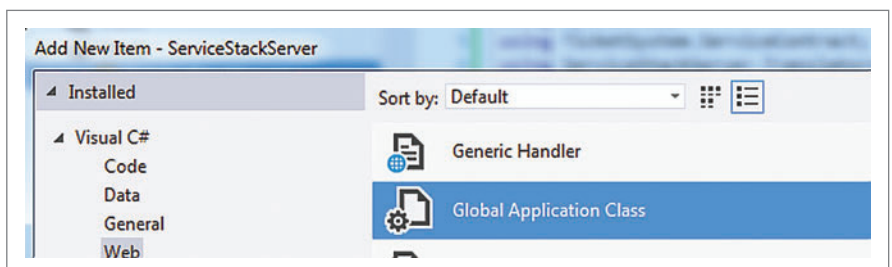 Add New Item - ServiceStackServer
Installed
Sort by: Default
Visual C#
Generic Handler
Code
Data
Global Application Class
General
Web